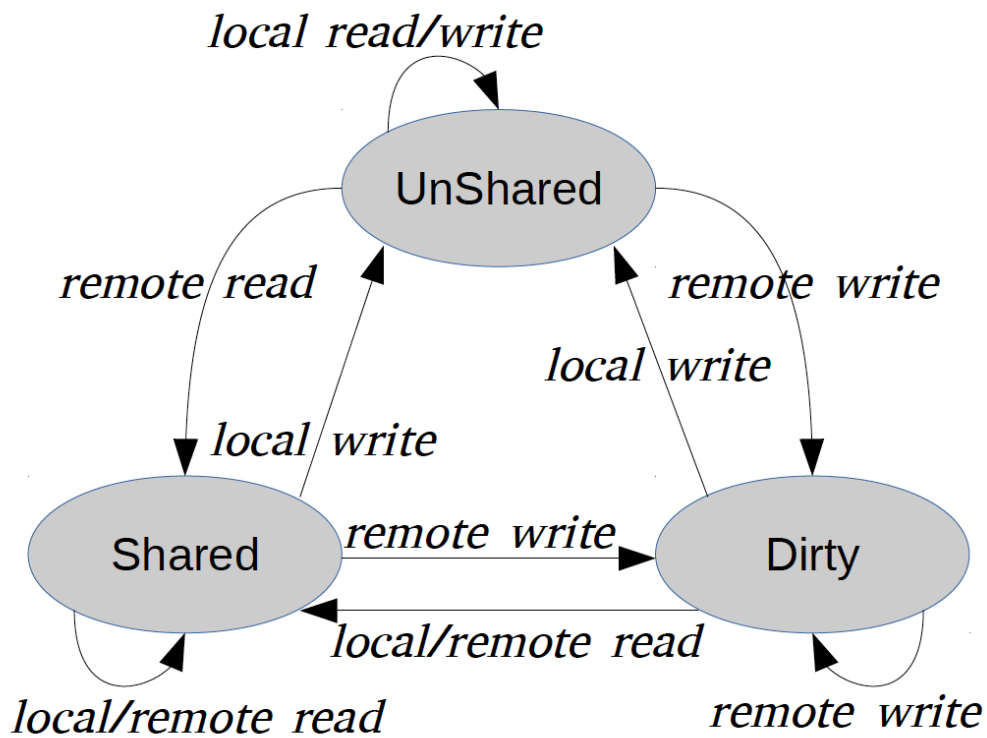 local read/write
UnShared
remote read
remote write
local write
local write
remote write
Shared
Dirty
local/remote read
local/remote read
remote write